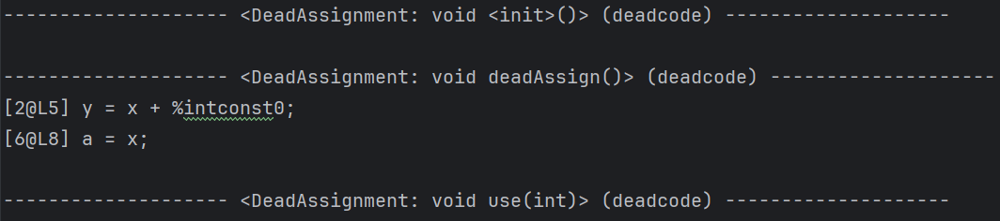 -------------------- <DeadAssignment: void <init>()> (deadcode) --------------------
-------------------- <DeadAssignment: void deadAssign()> (deadcode) --------------------
[2@L5] y = x + %intconst0;
[6@L8] a = x;
-------------------- <DeadAssignment: void use(int)> (deadcode) --------------------